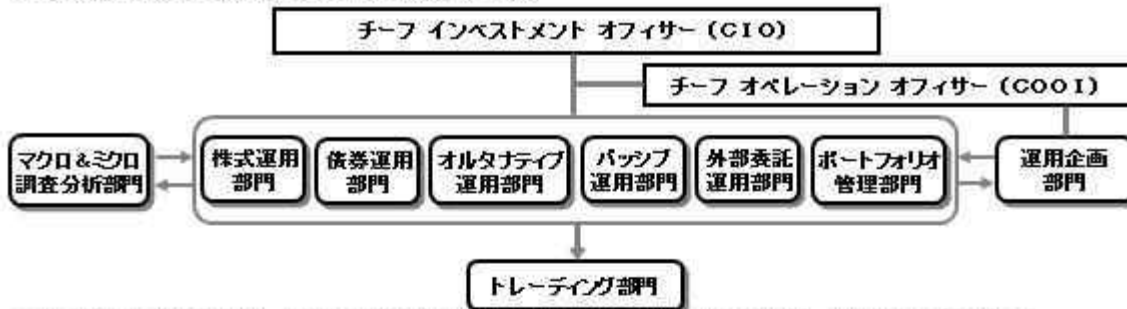 チーフ インベストメント オフィサー (CIO)
チーフ オペレーション オフィサー (COOI)
マクロ&ミクロ
調査分析部門
株式運用
部門
債券運用
部門
オルタナティブ
運用部門
パッシブ
運用部門
外部委託
運用部門
ポートフォリオ
管理部門
運用企画
部門
トレーディング部門